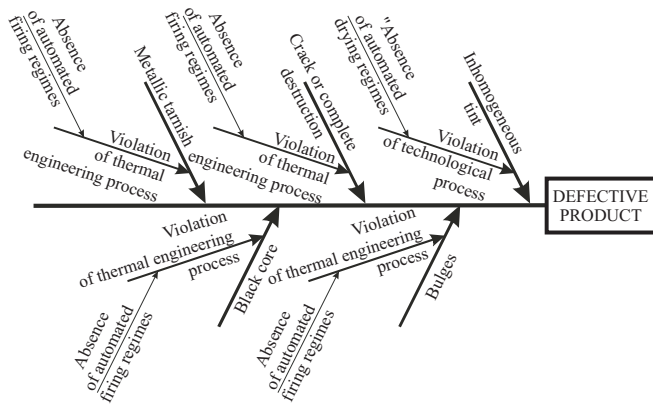 Absence
of automated
firing regimes
Violation
of thermal
engineering process
Metallic tarnish
Absence
of automated
firing regimes
Violation
of thermal
engineering process
Crack or complete
destruction
"Absence
of automated
drying regimes
Violation
of technological
process
Inhomogeneous
tint
DEFECTIVE
PRODUCT
Violation
of thermal engineering
process
Black core
Absence
of automated
firing regimes
Violation
of thermal engineering
process
Bulges
Absence
of automated
firing regimes